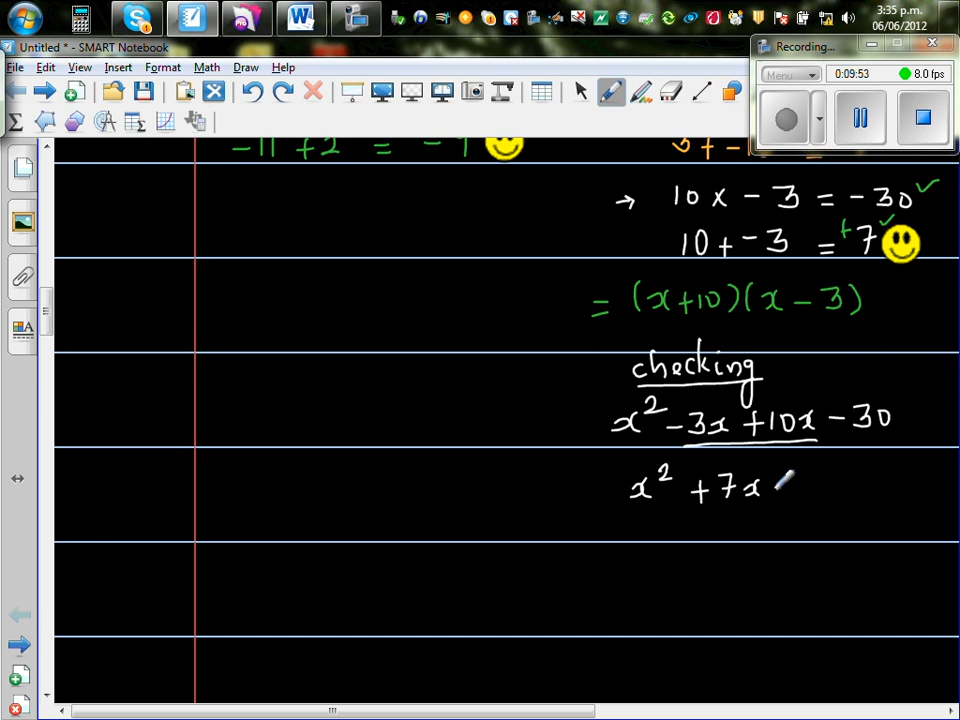 3:35 p.m.
06/06/2012
Untitled * - SMART Notebook
Recording...
File Edit View Insert Format Math Draw Help
Menu 0:09:53 8.0 fps
-11 + 2 = -9
→ 10 x - 3 = - 30 ✓
10 + - 3 = + 7 ✓
= (x+10)(x - 3)
checking
x² - 3x + 10x - 30
x² + 7x